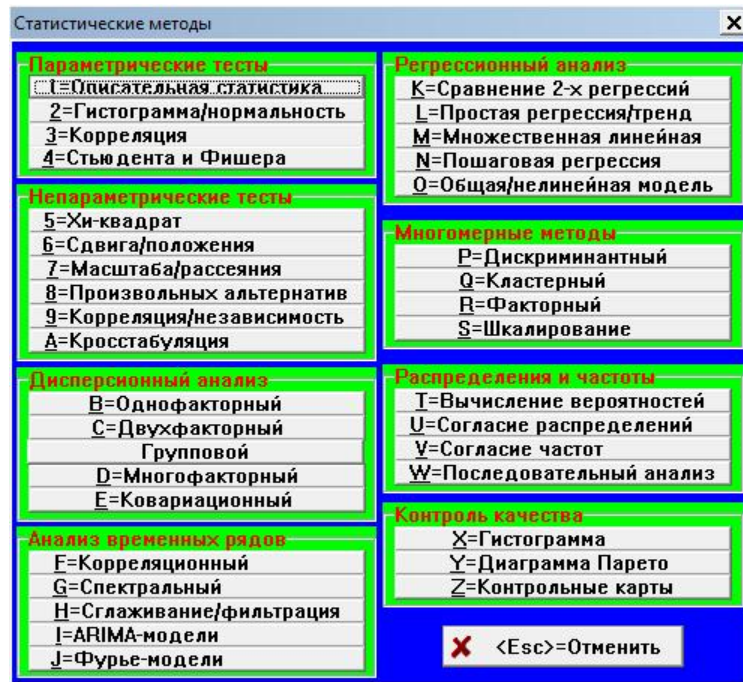 Статистические методы
Параметрические тесты
1=Описательная статистика
2=Гистограмма/нормальность
3=Корреляция
4=Стьюдента и Фишера
Непараметрические тесты
5=Хи-квадрат
6=Сдвига/положения
7=Масштаба/рассеяния
8=Произвольных альтернатив
9=Корреляция/независимость
A=Кросстабуляция
Дисперсионный анализ
B=Однофакторный
C=Двухфакторный
Групповой
D=Многофакторный
E=Ковариационный
Анализ временных рядов
F=Корреляционный
G=Спектральный
H=Сглаживание/фильтрация
I=ARIMA-модели
J=Фурье-модели
Регрессионный анализ
K=Сравнение 2-х регрессий
L=Простая регрессия/тренд
M=Множественная линейная
N=Пошаговая регрессия
O=Общая/нелинейная модель
Многомерные методы
P=Дискриминантный
Q=Кластерный
R=Факторный
S=Шкалирование
Распределения и частоты
T=Вычисление вероятностей
U=Согласие распределений
V=Согласие частот
W=Последовательный анализ
Контроль качества
X=Гистограмма
Y=Диаграмма Парето
Z=Контрольные карты
<Esc>=Отменить